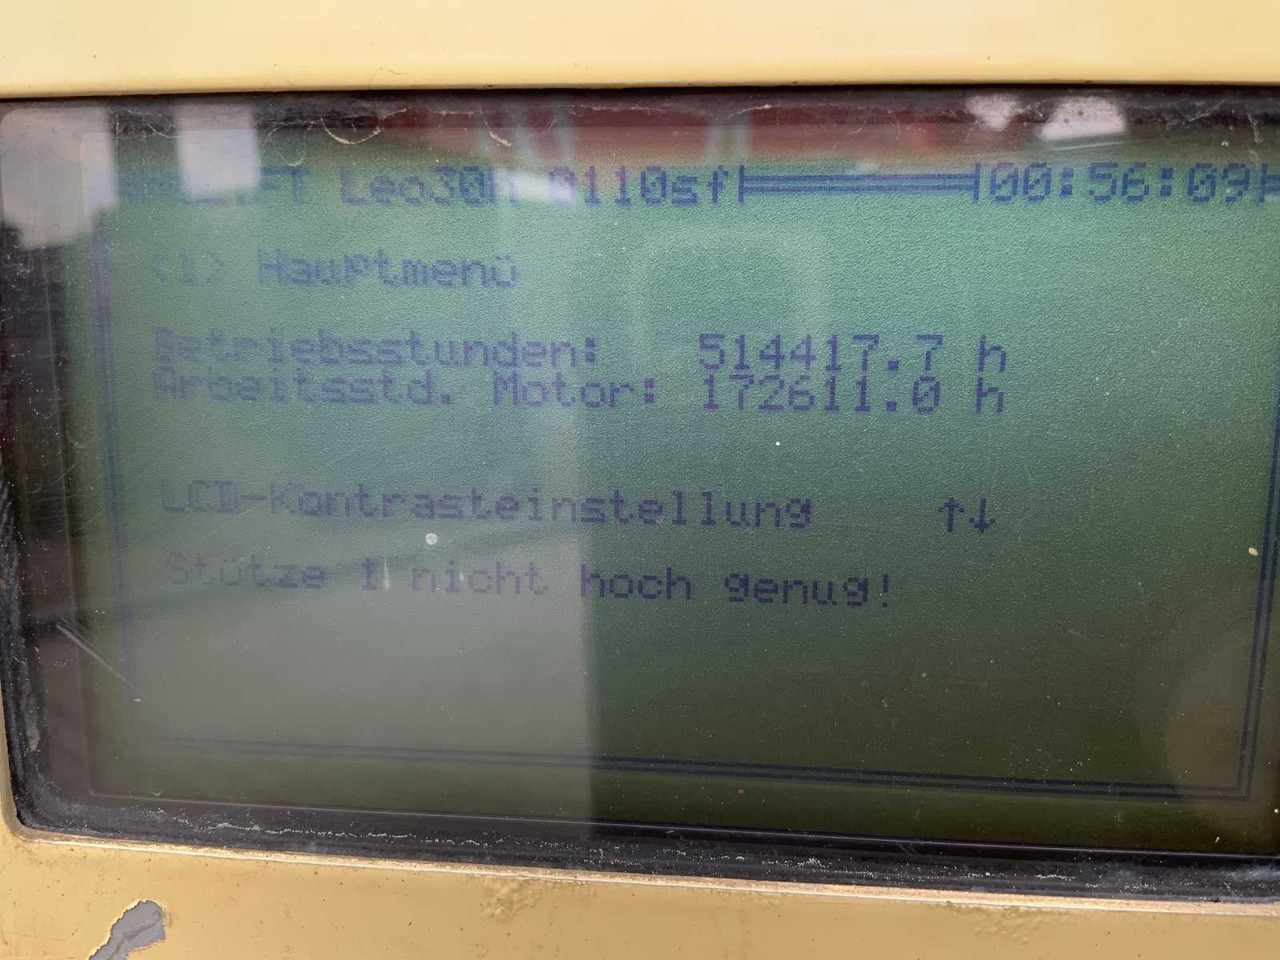 Leo30h 0110sf 00:56:09
<1> Hauptmenü
Betriebsstunden: 514417.7 h
Arbeitsstd. Motor: 172611.0 h
LCD-Kontrasteinstellung ↑↓
Stütze 1 nicht hoch genug!